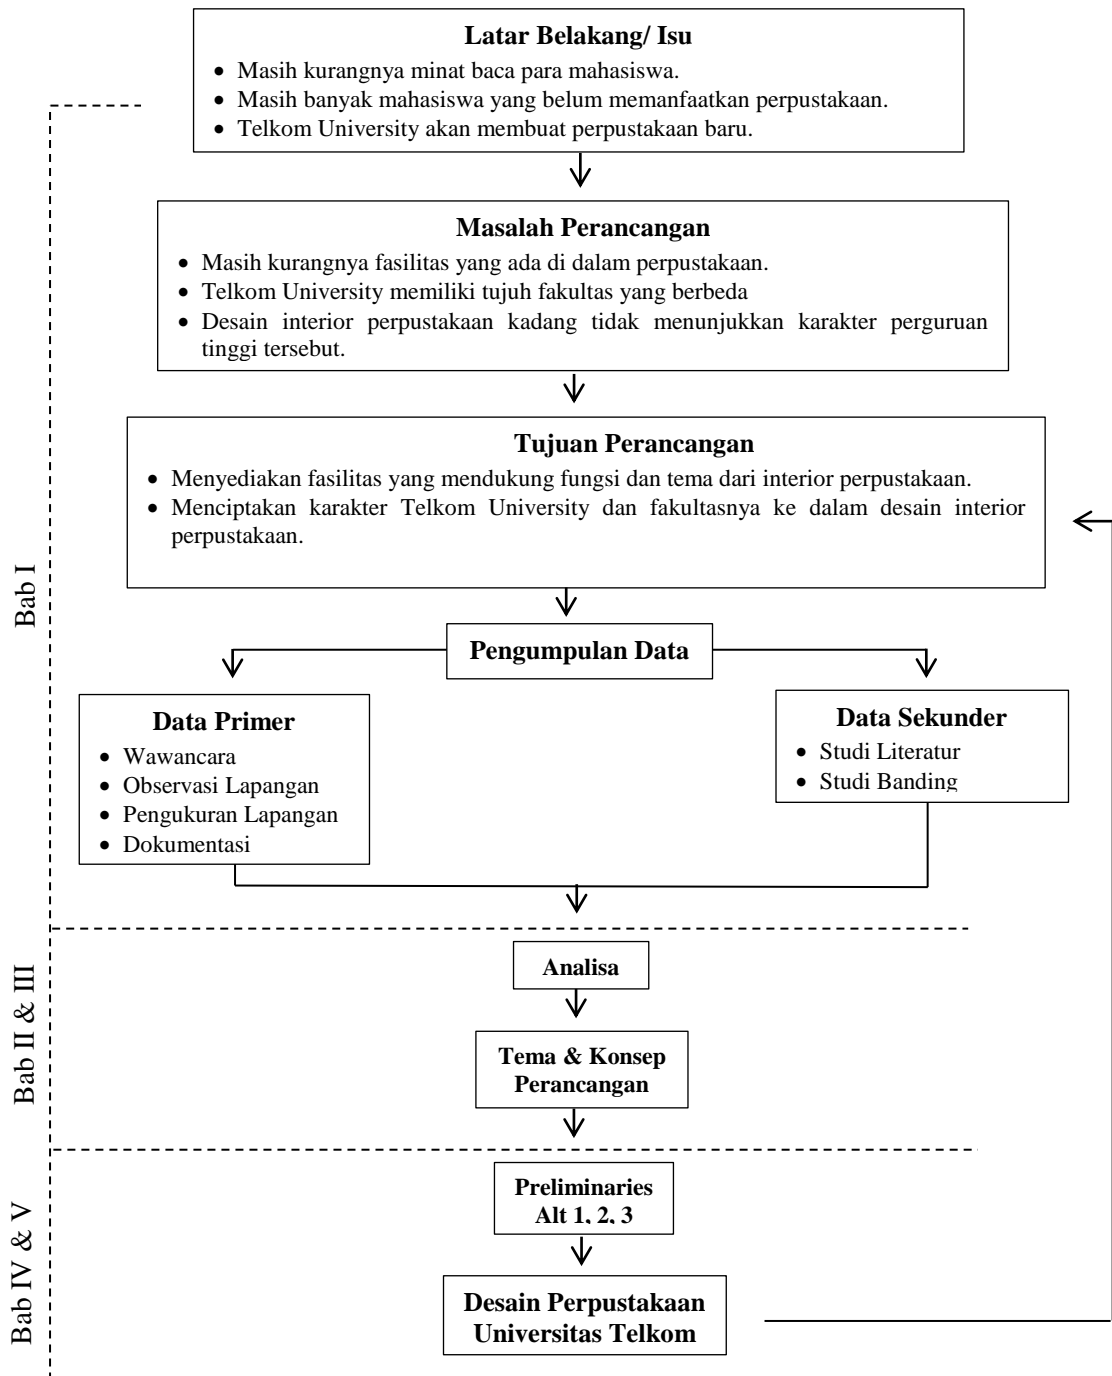 Latar Belakang/ Isu
• Masih kurangnya minat baca para mahasiswa.
• Masih banyak mahasiswa yang belum memanfaatkan perpustakaan.
• Telkom University akan membuat perpustakaan baru.
Masalah Perancangan
• Masih kurangnya fasilitas yang ada di dalam perpustakaan.
• Telkom University memiliki tujuh fakultas yang berbeda
• Desain interior perpustakaan kadang tidak menunjukkan karakter perguruan
tinggi tersebut.
Tujuan Perancangan
• Menyediakan fasilitas yang mendukung fungsi dan tema dari interior perpustakaan.
• Menciptakan karakter Telkom University dan fakultasnya ke dalam desain interior
perpustakaan.
Bab I
Pengumpulan Data
Data Primer
• Wawancara
• Observasi Lapangan
• Pengukuran Lapangan
• Dokumentasi
Data Sekunder
• Studi Literatur
• Studi Banding
Bab II & III
Analisa
Tema & Konsep
Perancangan
Bab IV & V
Preliminaries
Alt 1, 2, 3
Desain Perpustakaan
Universitas Telkom